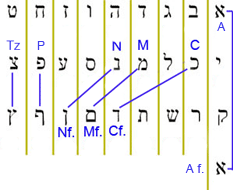 א ב ג ד ה ו ז ח ט
A
Tz P N M C
י כ ל מ נ ס ע פ צ
ק ר ש ת ך ם ן ף ץ
Nf. Mf. Cf.
A f. א